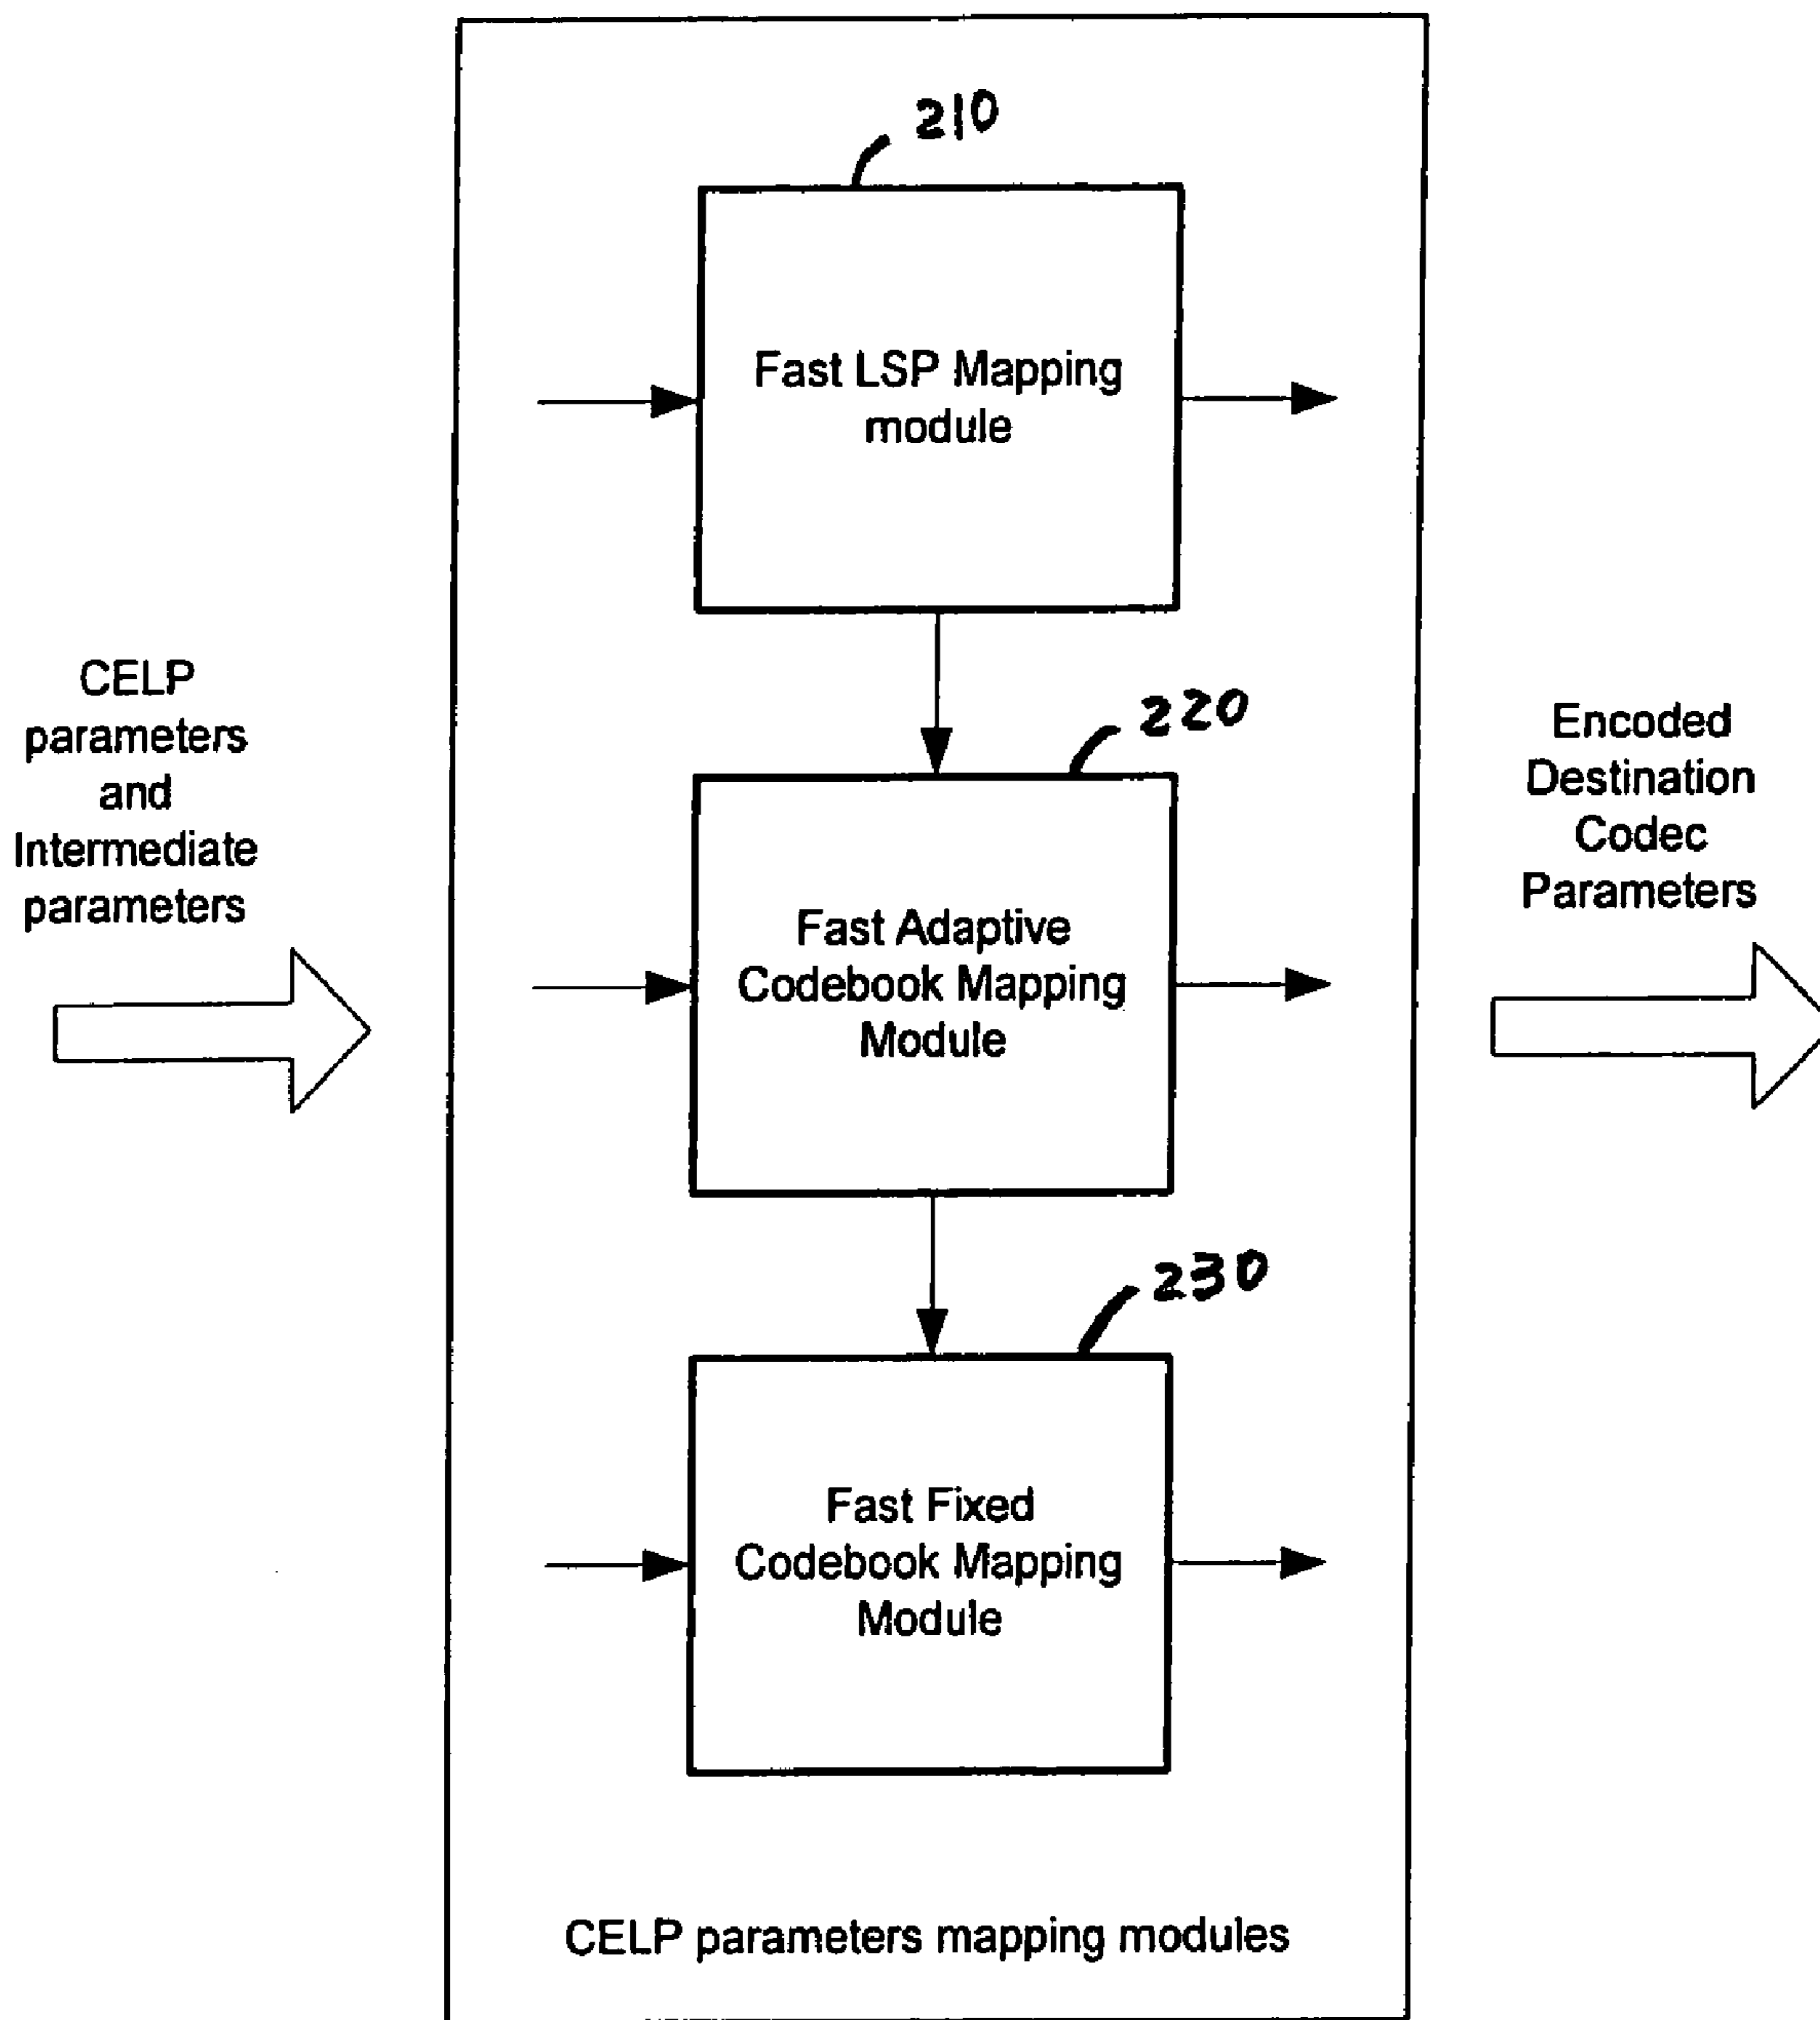 210
Fast LSP Mapping
module
CELP
parameters
and
Intermediate
parameters
220
Fast Adaptive
Codebook Mapping
Module
Encoded
Destination
Codec
Parameters
230
Fast Fixed
Codebook Mapping
Module
CELP parameters mapping modules